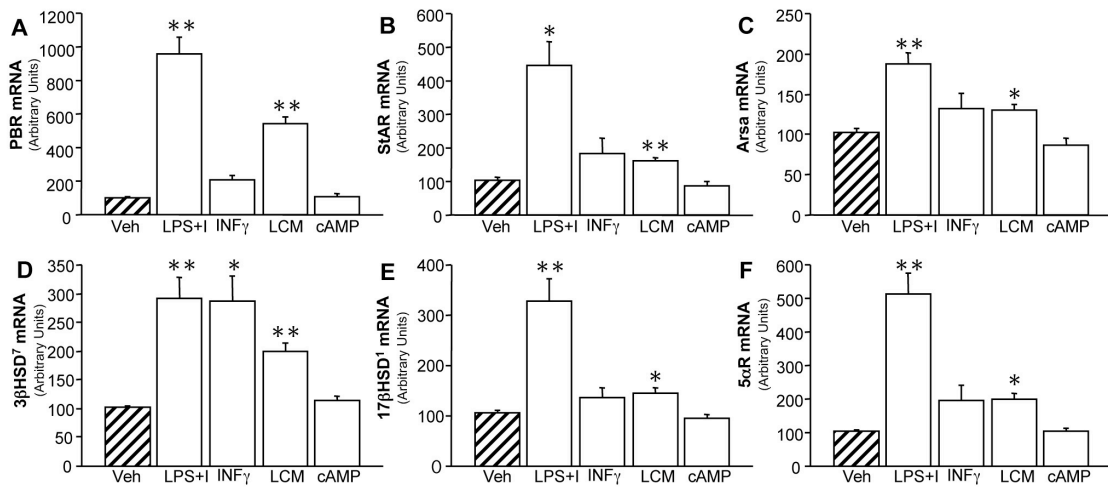 A
PBR mRNA
(Arbitrary Units)
1200
1000
800
600
400
200
0
**
**
Veh LPS+I INFγ LCM cAMP
B
StAR mRNA
(Arbitrary Units)
600
500
400
300
200
100
0
*
**
Veh LPS+I INFγ LCM cAMP
C
Arsa mRNA
(Arbitrary Units)
250
200
150
100
50
0
**
*
Veh LPS+I INFγ LCM cAMP
D
3βHSD⁷ mRNA
(Arbitrary Units)
350
300
250
200
150
100
50
0
**
*
**
Veh LPS+I INFγ LCM cAMP
E
17βHSD¹ mRNA
(Arbitrary Units)
400
300
200
100
0
**
*
Veh LPS+I INFγ LCM cAMP
F
5αR mRNA
(Arbitrary Units)
600
500
400
300
200
100
0
**
*
Veh LPS+I INFγ LCM cAMP